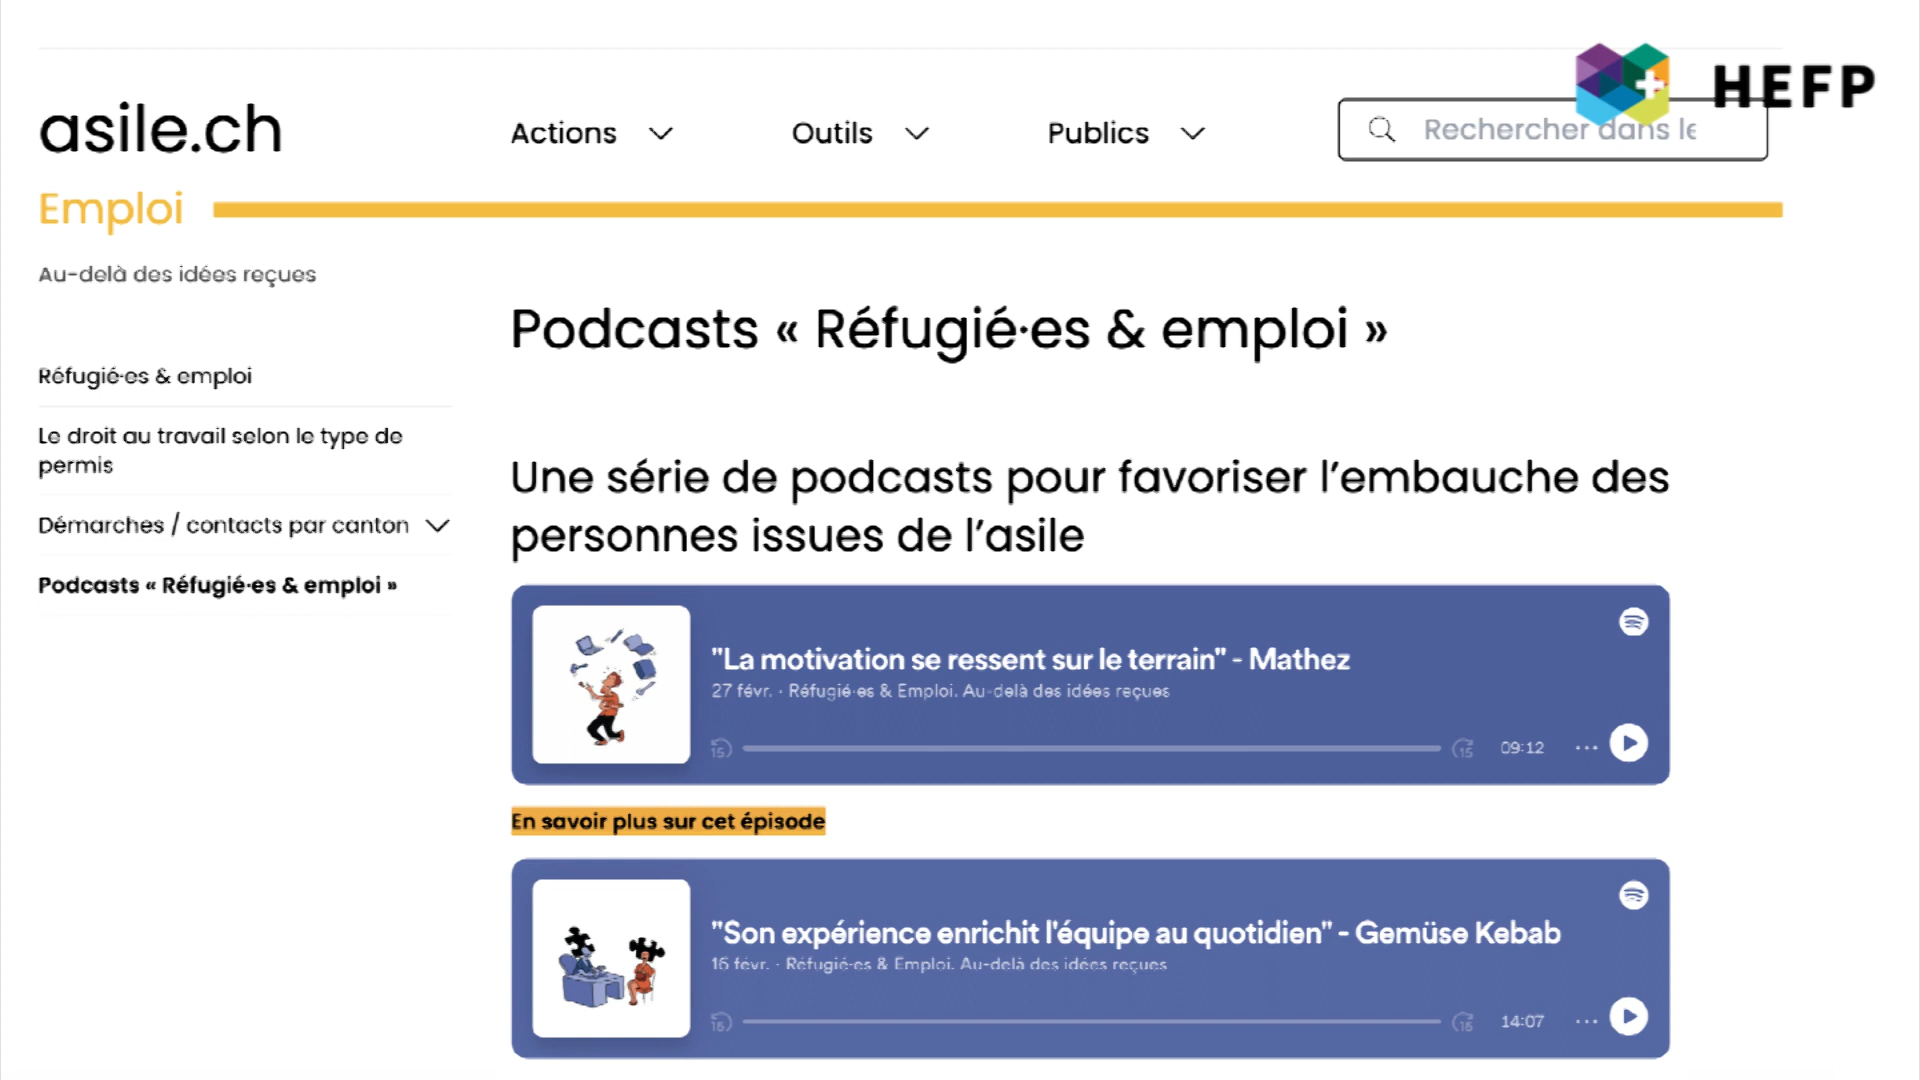 HEFP
asile.ch
Actions
Outils
Publics
Rechercher dans le
Emploi
Au-delà des idées reçues
Réfugié·es & emploi
Le droit au travail selon le type de
permis
Démarches / contacts par canton
Podcasts « Réfugié·es & emploi »
Podcasts « Réfugié·es & emploi »
Une série de podcasts pour favoriser l’embauche des
personnes issues de l’asile
"La motivation se ressent sur le terrain" - Mathez
27 févr. · Réfugié·es & Emploi. Au-delà des idées reçues
15
15
09:12
En savoir plus sur cet épisode
"Son expérience enrichit l'équipe au quotidien" - Gemüse Kebab
16 févr. · Réfugié·es & Emploi. Au-delà des idées reçues
15
15
14:07